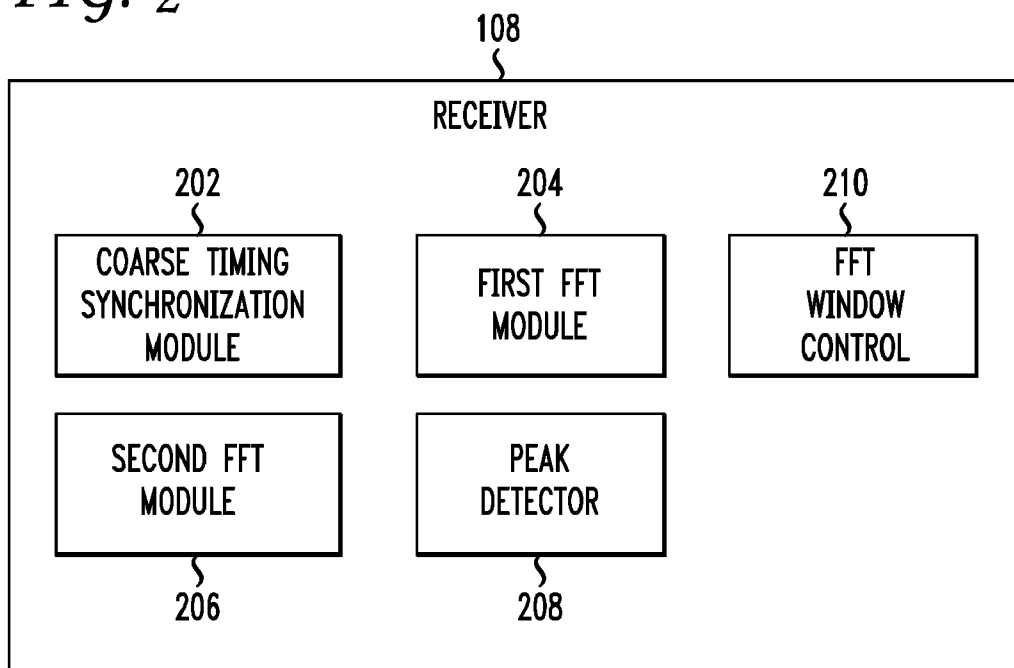 FIG. 2
108
RECEIVER
202
COARSE TIMING
SYNCHRONIZATION
MODULE
204
FIRST FFT
MODULE
210
FFT
WINDOW
CONTROL
SECOND FFT
MODULE
206
PEAK
DETECTOR
208